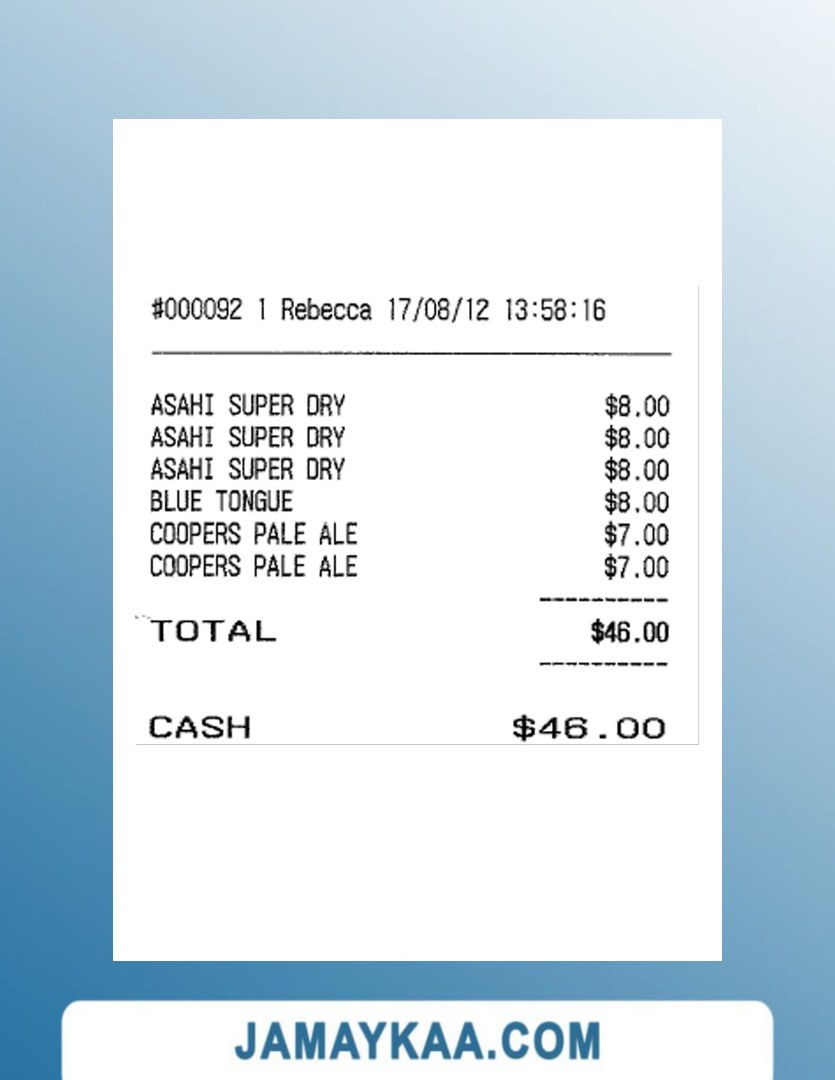 #000092 1 Rebecca 17/08/12 13:58:16
ASAHI SUPER DRY $8.00
ASAHI SUPER DRY $8.00
ASAHI SUPER DRY $8.00
BLUE TONGUE $8.00
COOPERS PALE ALE $7.00
COOPERS PALE ALE $7.00
----------
TOTAL $46.00
----------
CASH $46.00
JAMAYKAA.COM